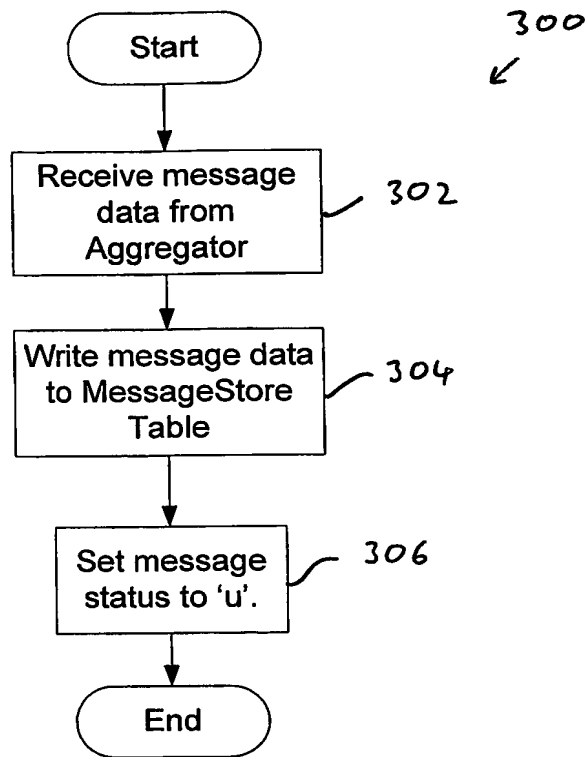 300
Start
Receive message
data from
Aggregator
302
Write message data
to MessageStore
Table
304
Set message
status to ‘u’.
306
End